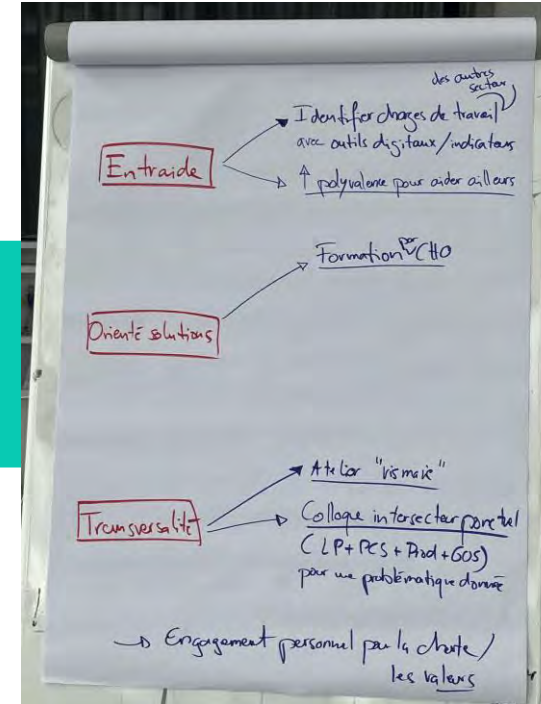 des autres
secteurs
Identifier charges de travail
avec outils digitaux/indicateurs
Entraide
↑ polyvalence pour aider ailleurs
Formation par CHO
Orienté solutions
Atelier "vis ma vie"
Transversalité
Colloque intersecteur ponctuel
(LP+PCS+Prod+GOS)
pour une problématique donnée
→ Engagement personnel par la charte/
les valeurs